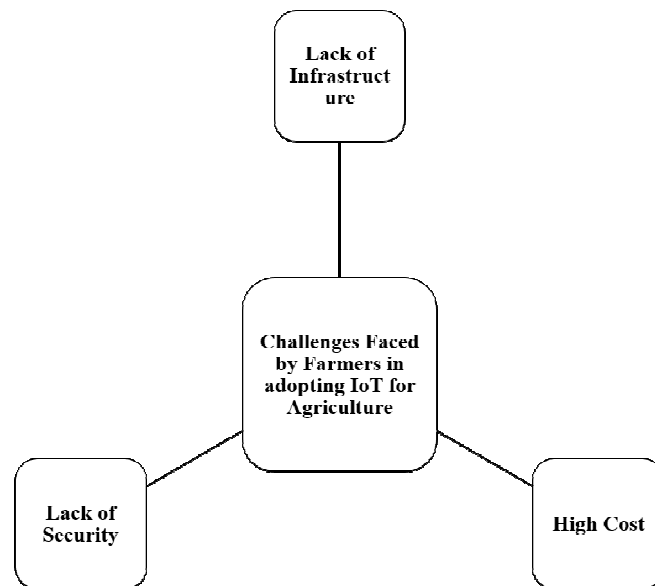 Lack of
Infrastruct
ure
Challenges Faced
by Farmers in
adopting IoT for
Agriculture
Lack of
Security
High Cost